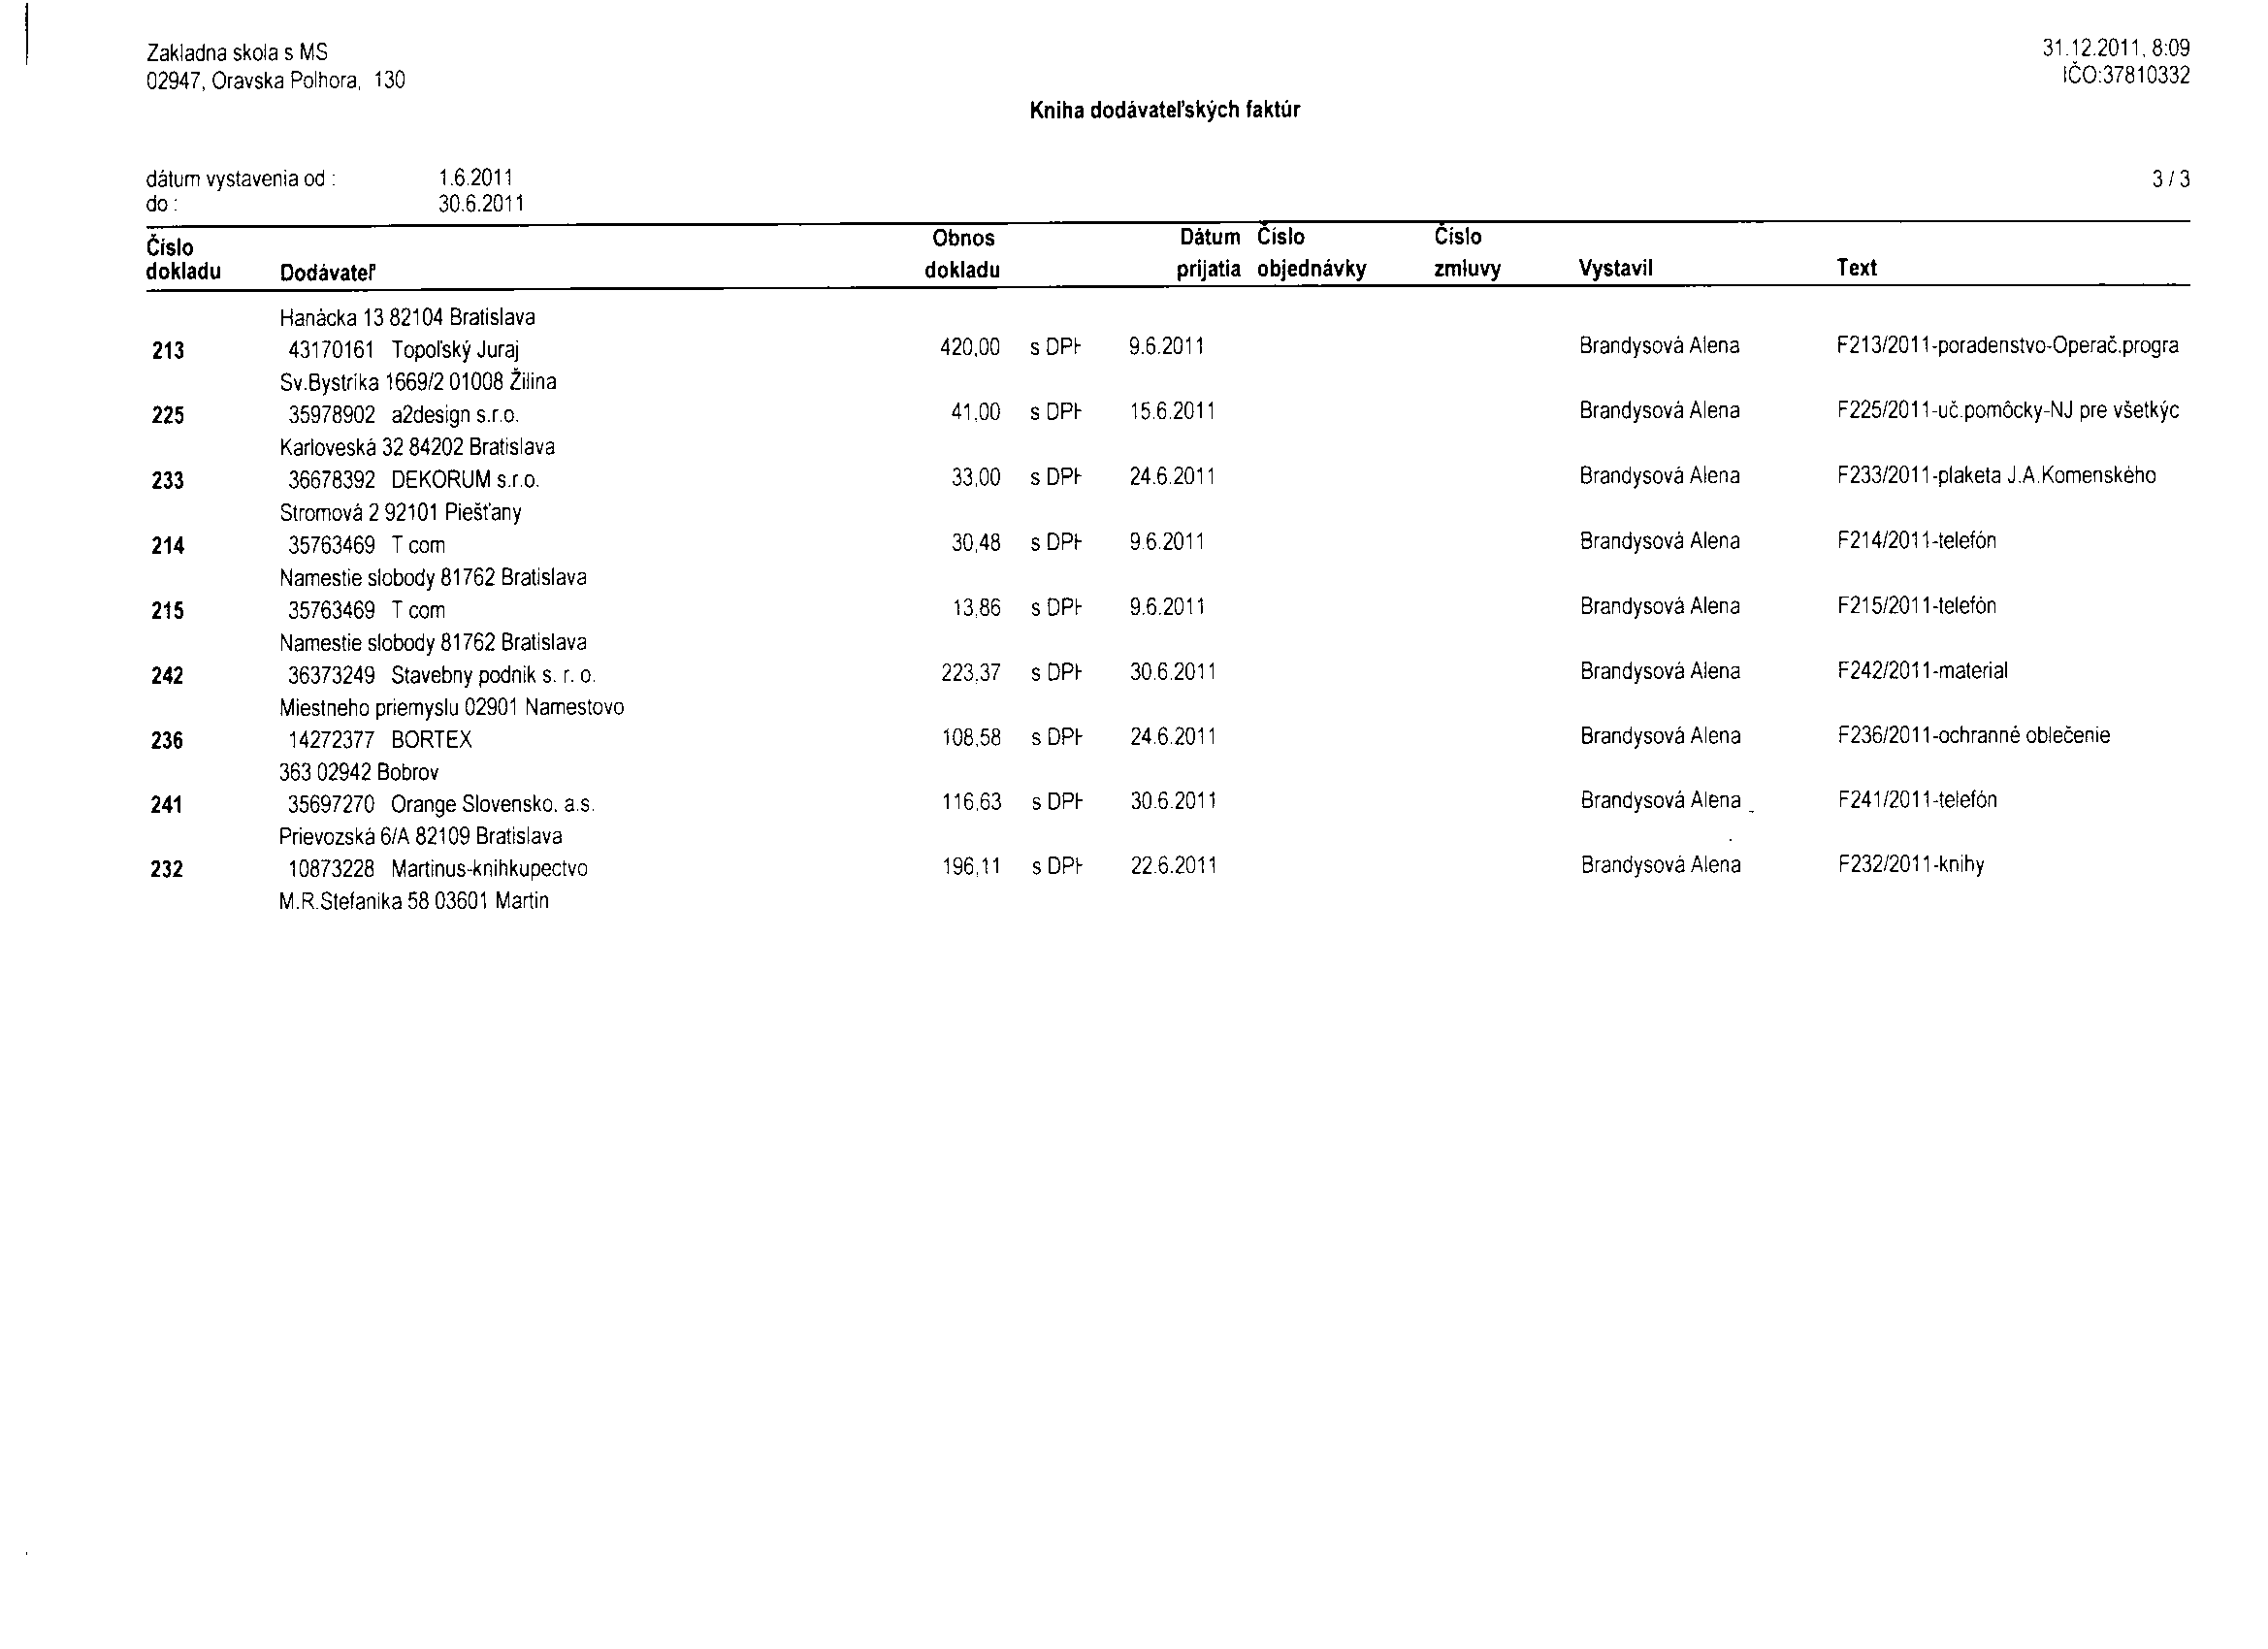 Zakladna skola s MS
02947, Oravska Polhora, 130
31.12.2011, 8:09
IČO:37810332
Kniha dodávateľských faktúr
dátum vystavenia od : 1.6.2011
do : 30.6.2011
3 / 3
Číslo dokladu Dodávateľ Obnos dokladu Dátum prijatia Číslo objednávky Číslo zmluvy Vystavil Text
Hanácka 13 82104 Bratislava
213 43170161 Topoľský Juraj 420,00 s DPH 9.6.2011 Brandysová Alena F213/2011-poradenstvo-Operač.progra
Sv.Bystríka 1669/2 01008 Žilina
225 35978902 a2design s.r.o. 41,00 s DPH 15.6.2011 Brandysová Alena F225/2011-uč.pomôcky-NJ pre všetkýc
Karloveská 32 84202 Bratislava
233 36678392 DEKORUM s.r.o. 33,00 s DPH 24.6.2011 Brandysová Alena F233/2011-plaketa J.A.Komenského
Stromová 2 92101 Piešťany
214 35763469 T com 30,48 s DPH 9.6.2011 Brandysová Alena F214/2011-telefón
Namestie slobody 81762 Bratislava
215 35763469 T com 13,86 s DPH 9.6.2011 Brandysová Alena F215/2011-telefón
Namestie slobody 81762 Bratislava
242 36373249 Stavebny podnik s. r. o. 223,37 s DPH 30.6.2011 Brandysová Alena F242/2011-material
Miestneho priemyslu 02901 Namestovo
236 14272377 BORTEX 108,58 s DPH 24.6.2011 Brandysová Alena F236/2011-ochranné oblečenie
363 02942 Bobrov
241 35697270 Orange Slovensko, a.s. 116,63 s DPH 30.6.2011 Brandysová Alena F241/2011-telefón
Prievozská 6/A 82109 Bratislava
232 10873228 Martinus-knihkupectvo 196,11 s DPH 22.6.2011 Brandysová Alena F232/2011-knihy
M.R.Stefanika 58 03601 Martin